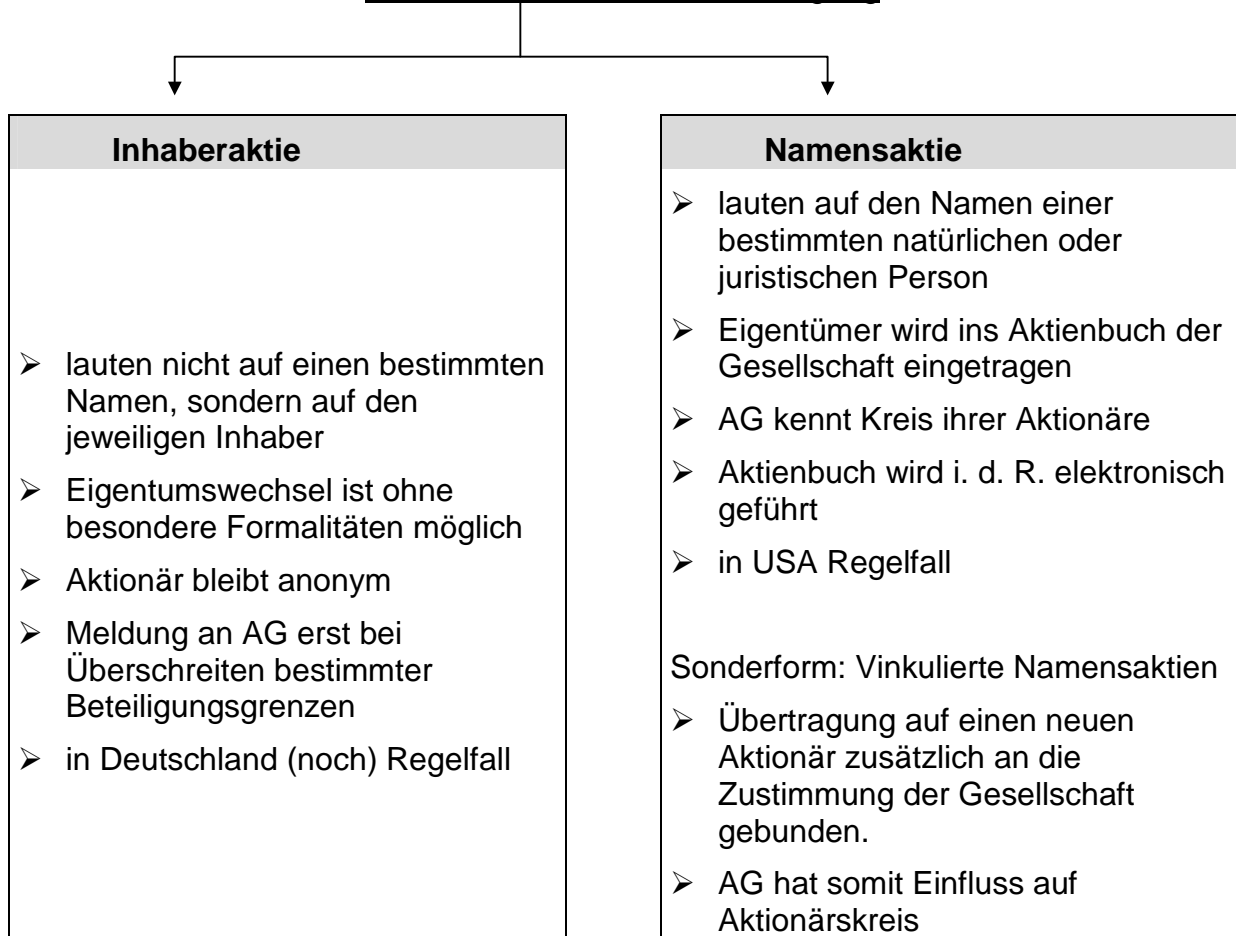 Inhaberaktie
➢ lauten nicht auf einen bestimmten
Namen, sondern auf den
jeweiligen Inhaber
➢ Eigentumswechsel ist ohne
besondere Formalitäten möglich
➢ Aktionär bleibt anonym
➢ Meldung an AG erst bei
Überschreiten bestimmter
Beteiligungsgrenzen
➢ in Deutschland (noch) Regelfall
Namensaktie
➢ lauten auf den Namen einer
bestimmten natürlichen oder
juristischen Person
➢ Eigentümer wird ins Aktienbuch der
Gesellschaft eingetragen
➢ AG kennt Kreis ihrer Aktionäre
➢ Aktienbuch wird i. d. R. elektronisch
geführt
➢ in USA Regelfall
Sonderform: Vinkulierte Namensaktien
➢ Übertragung auf einen neuen
Aktionär zusätzlich an die
Zustimmung der Gesellschaft
gebunden.
➢ AG hat somit Einfluss auf
Aktionärskreis